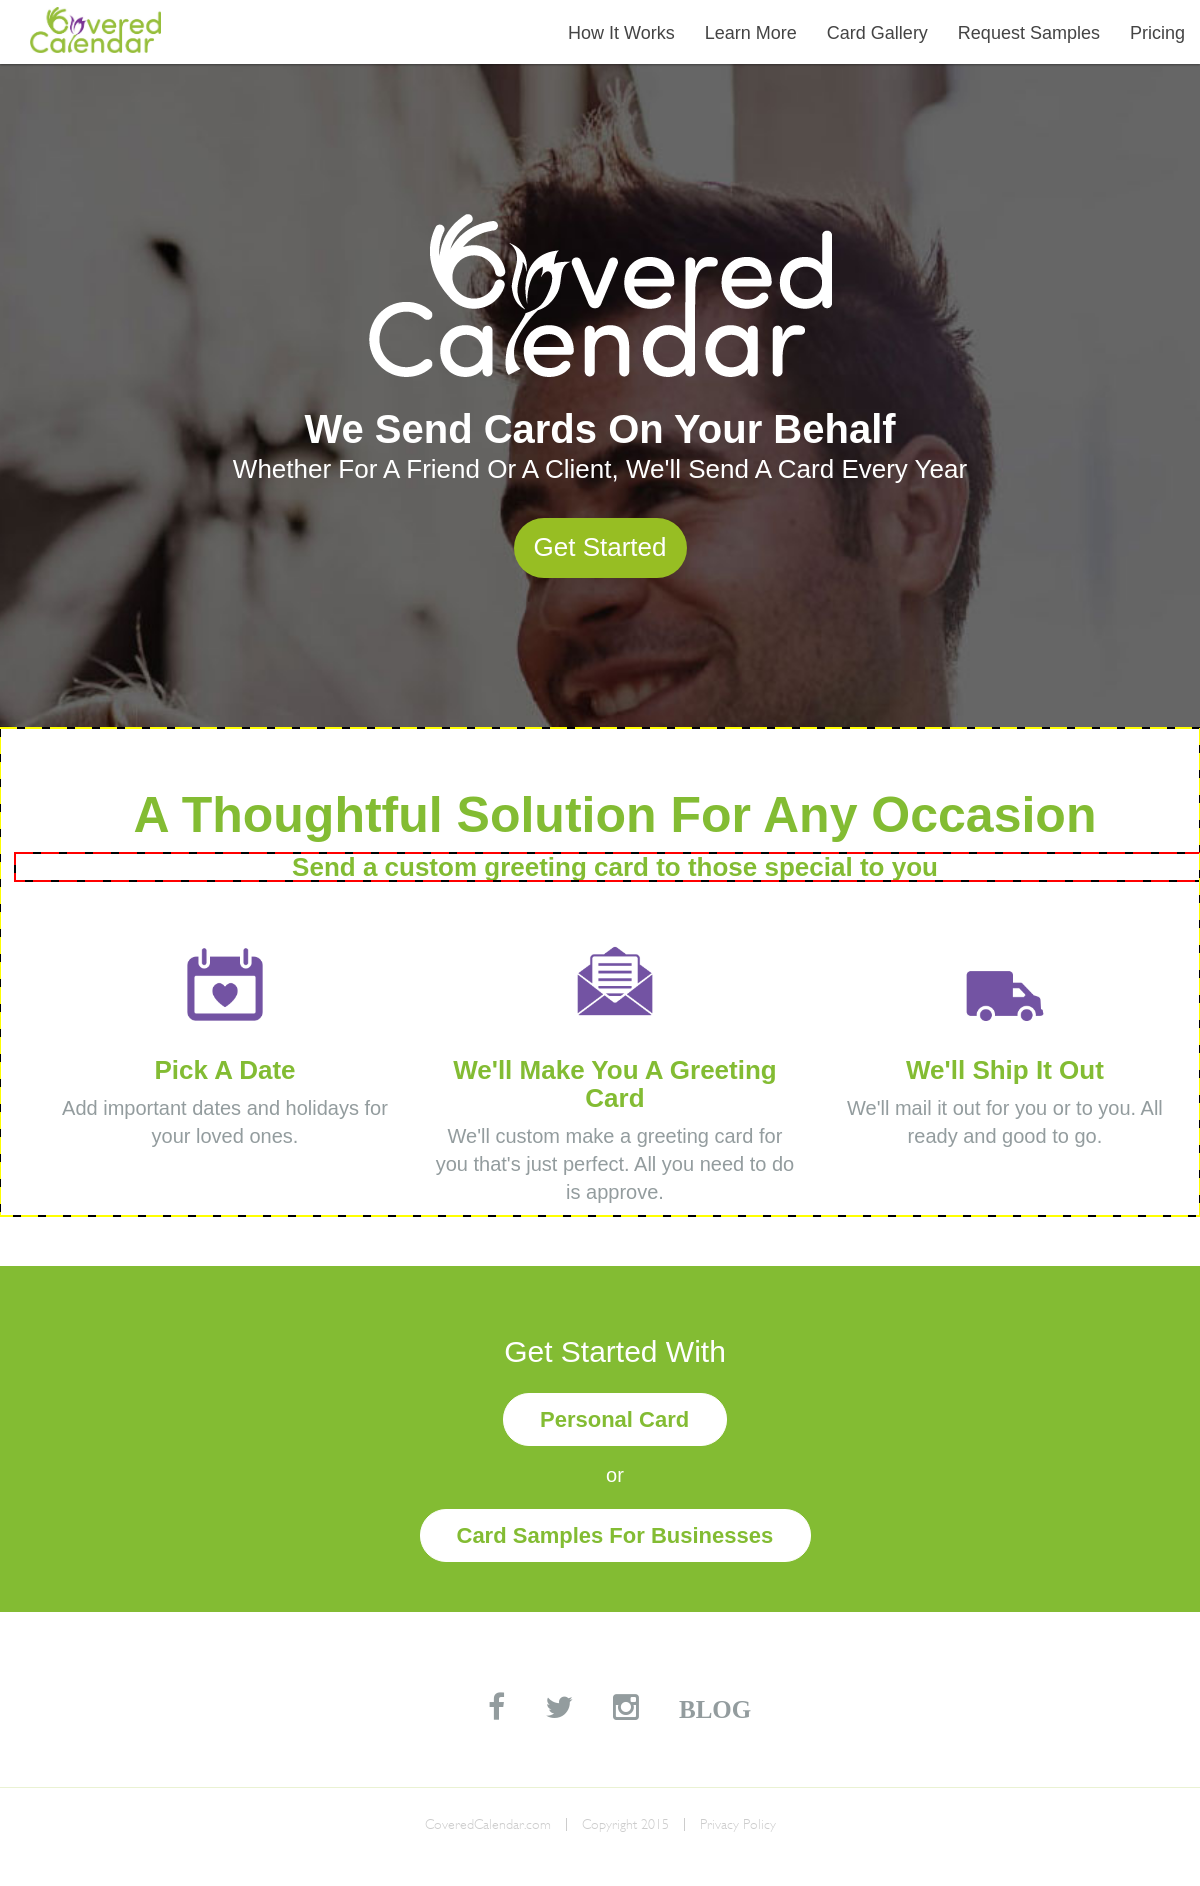 Covered
Calendar
How It Works
Learn More
Card Gallery
Request Samples
Pricing
Covered
Calendar
We Send Cards On Your Behalf
Whether For A Friend Or A Client, We'll Send A Card Every Year
Get Started
A Thoughtful Solution For Any Occasion
Send a custom greeting card to those special to you
Pick A Date
Add important dates and holidays for
your loved ones.
We'll Make You A Greeting
Card
We'll custom make a greeting card for
you that's just perfect. All you need to do
is approve.
We'll Ship It Out
We'll mail it out for you or to you. All
ready and good to go.
Get Started With
Personal Card
or
Card Samples For Businesses
BLOG
CoveredCalendar.com | Copyright 2015 | Privacy Policy